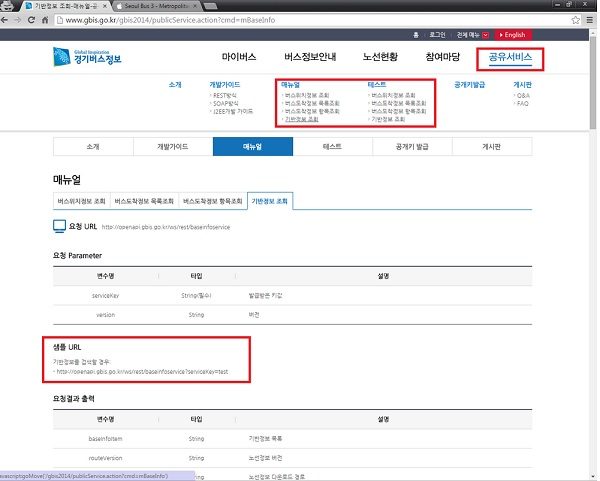 기반정보 조회-매뉴얼-공
Seoul Bus 3 - Metropolit
www.gbis.go.kr/gbis2014/publicService.action?cmd=mBaseInfo
홈 로그인 전체 메뉴 English
Global Inspiration
경기버스정보
마이버스 버스정보안내 노선현황 참여마당 공유서비스
소개 개발가이드 매뉴얼 테스트 공개키발급 게시판
REST방식 버스위치정보 조회 버스위치정보 조회 Q&A
SOAP방식 버스도착정보 목록조회 버스도착정보 목록조회 FAQ
J2EE개발 가이드 버스도착정보 항목조회 버스도착정보 항목조회
기반정보 조회 기반정보 조회
소개 개발가이드 매뉴얼 테스트 공개키 발급 게시판
매뉴얼
버스위치정보 조회 버스도착정보 목록조회 버스도착정보 항목조회 기반정보 조회
요청 URL http://openapi.gbis.go.kr/ws/rest/baseinfoservice
요청 Parameter
변수명 타입 설명
serviceKey String(필수) 발급받은 키값
version String 버전
샘플 URL
기반정보를 검색할 경우:
- http://openapi.gbis.go.kr/ws/rest/baseinfoservice?serviceKey=test
요청결과 출력
변수명 타입 설명
baseInfoItem String 기반정보 목록
routeVersion String 노선정보 버전
String 노선정보 다운로드 경로
avascript:goMove('/gbis2014/publicService.action?cmd=mBaseInfo')